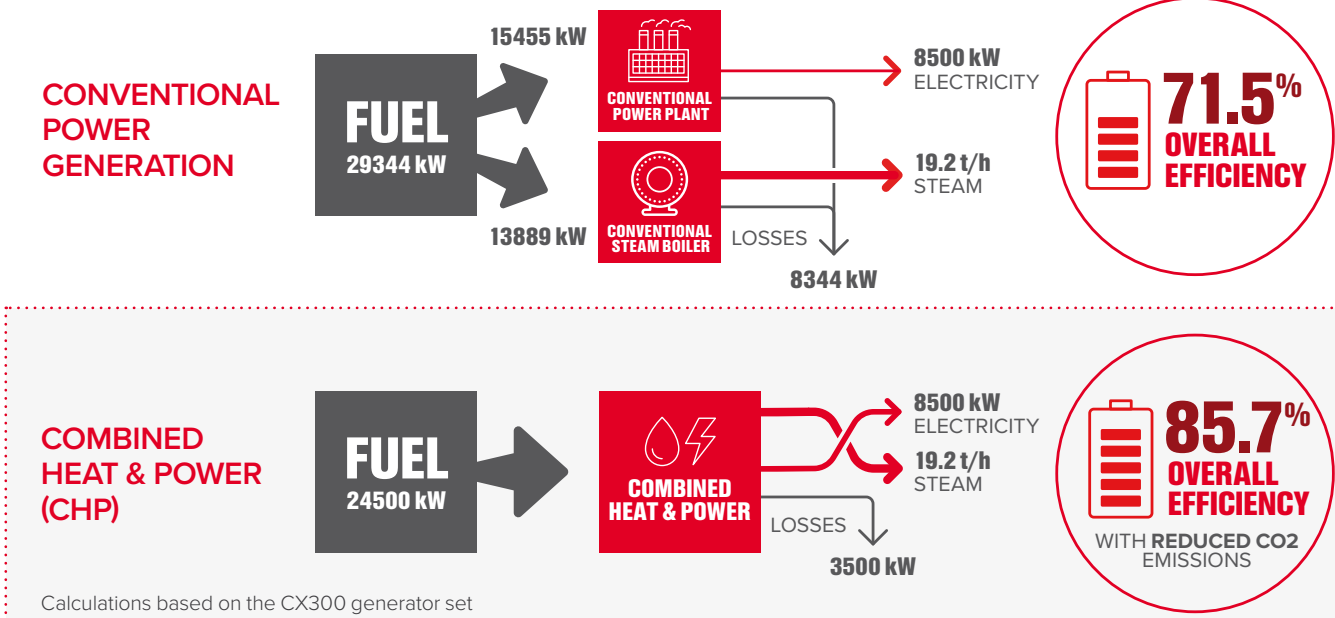 CONVENTIONAL
POWER
GENERATION
FUEL
29344 kW
15455 kW
13889 kW
CONVENTIONAL
POWER PLANT
CONVENTIONAL
STEAM BOILER
8500 kW
ELECTRICITY
19.2 t/h
STEAM
LOSSES
8344 kW
71.5%
OVERALL
EFFICIENCY
COMBINED
HEAT & POWER
(CHP)
FUEL
24500 kW
COMBINED
HEAT & POWER
8500 kW
ELECTRICITY
19.2 t/h
STEAM
LOSSES
3500 kW
85.7%
OVERALL
EFFICIENCY
WITH REDUCED CO2
EMISSIONS
Calculations based on the CX300 generator set